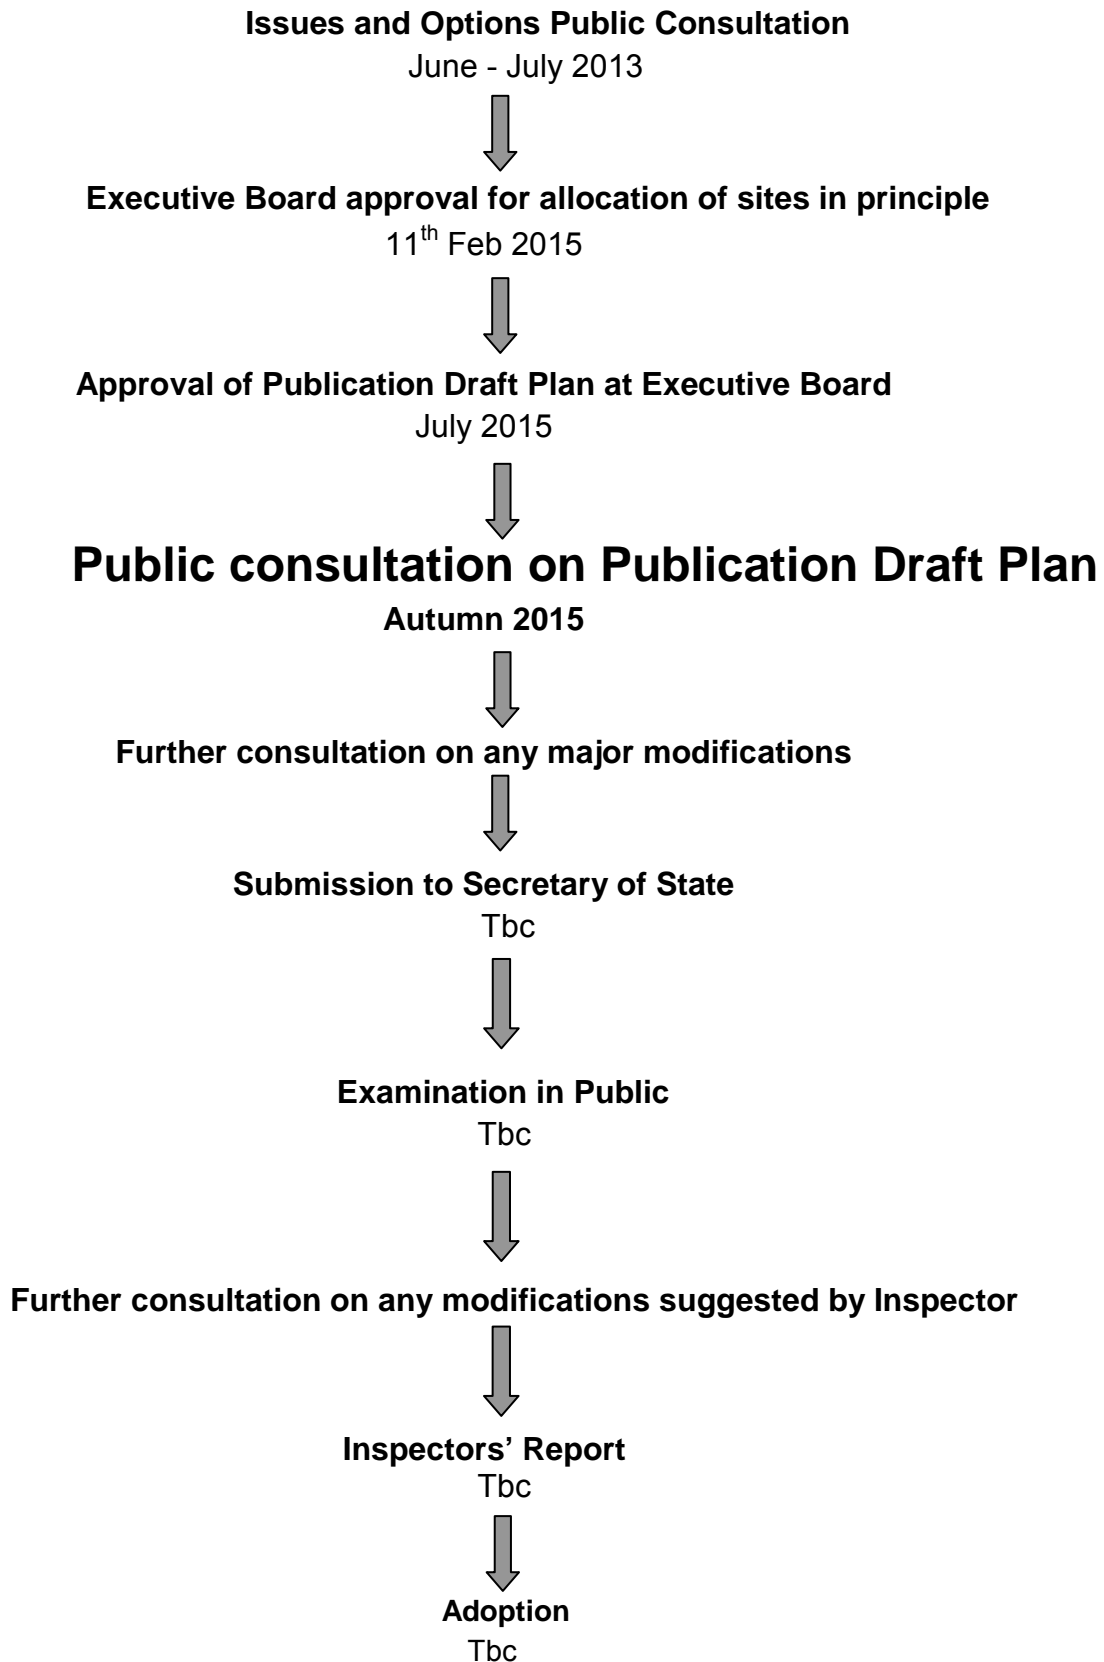 Issues and Options Public Consultation
June - July 2013
Executive Board approval for allocation of sites in principle
11th Feb 2015
Approval of Publication Draft Plan at Executive Board
July 2015
Public consultation on Publication Draft Plan
Autumn 2015
Further consultation on any major modifications
Submission to Secretary of State
Tbc
Examination in Public
Tbc
Further consultation on any modifications suggested by Inspector
Inspectors’ Report
Tbc
Adoption
Tbc